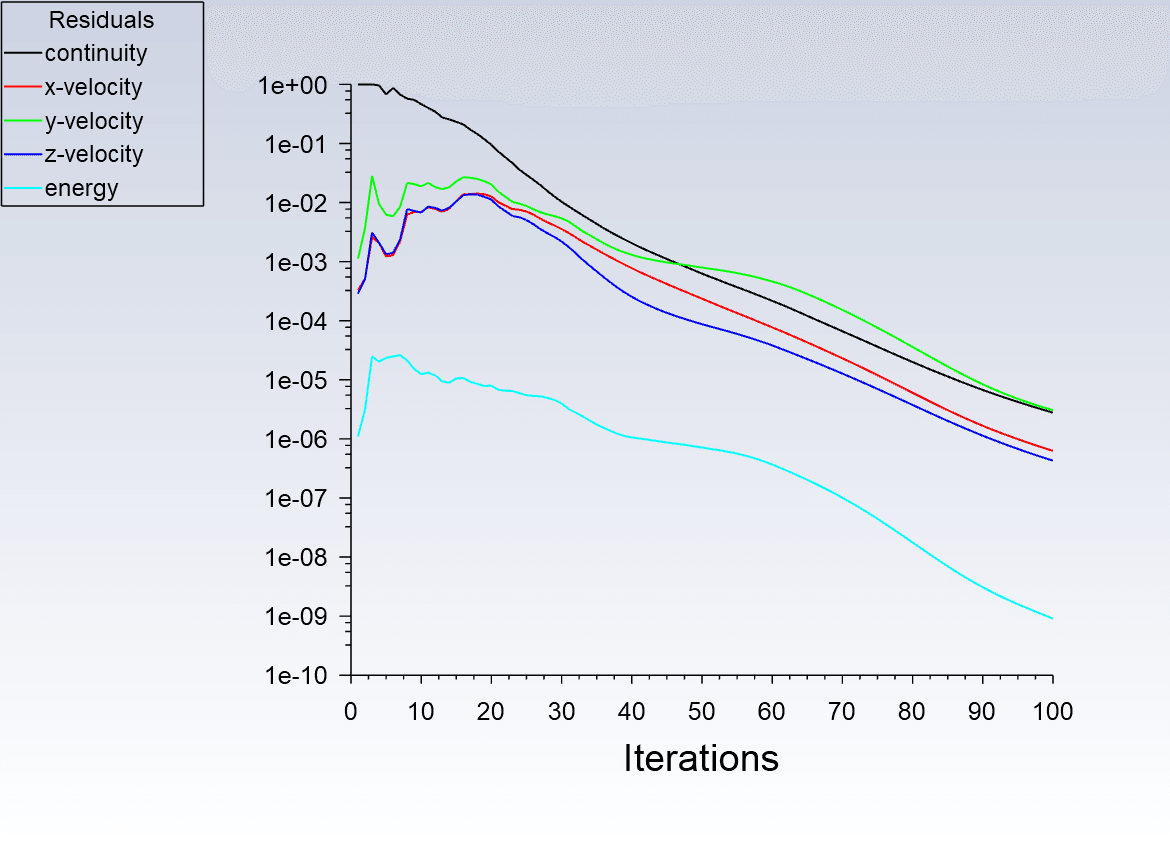 Residuals
continuity
x-velocity
y-velocity
z-velocity
energy
1e+00
1e-01
1e-02
1e-03
1e-04
1e-05
1e-06
1e-07
1e-08
1e-09
1e-10
0 10 20 30 40 50 60 70 80 90 100
Iterations